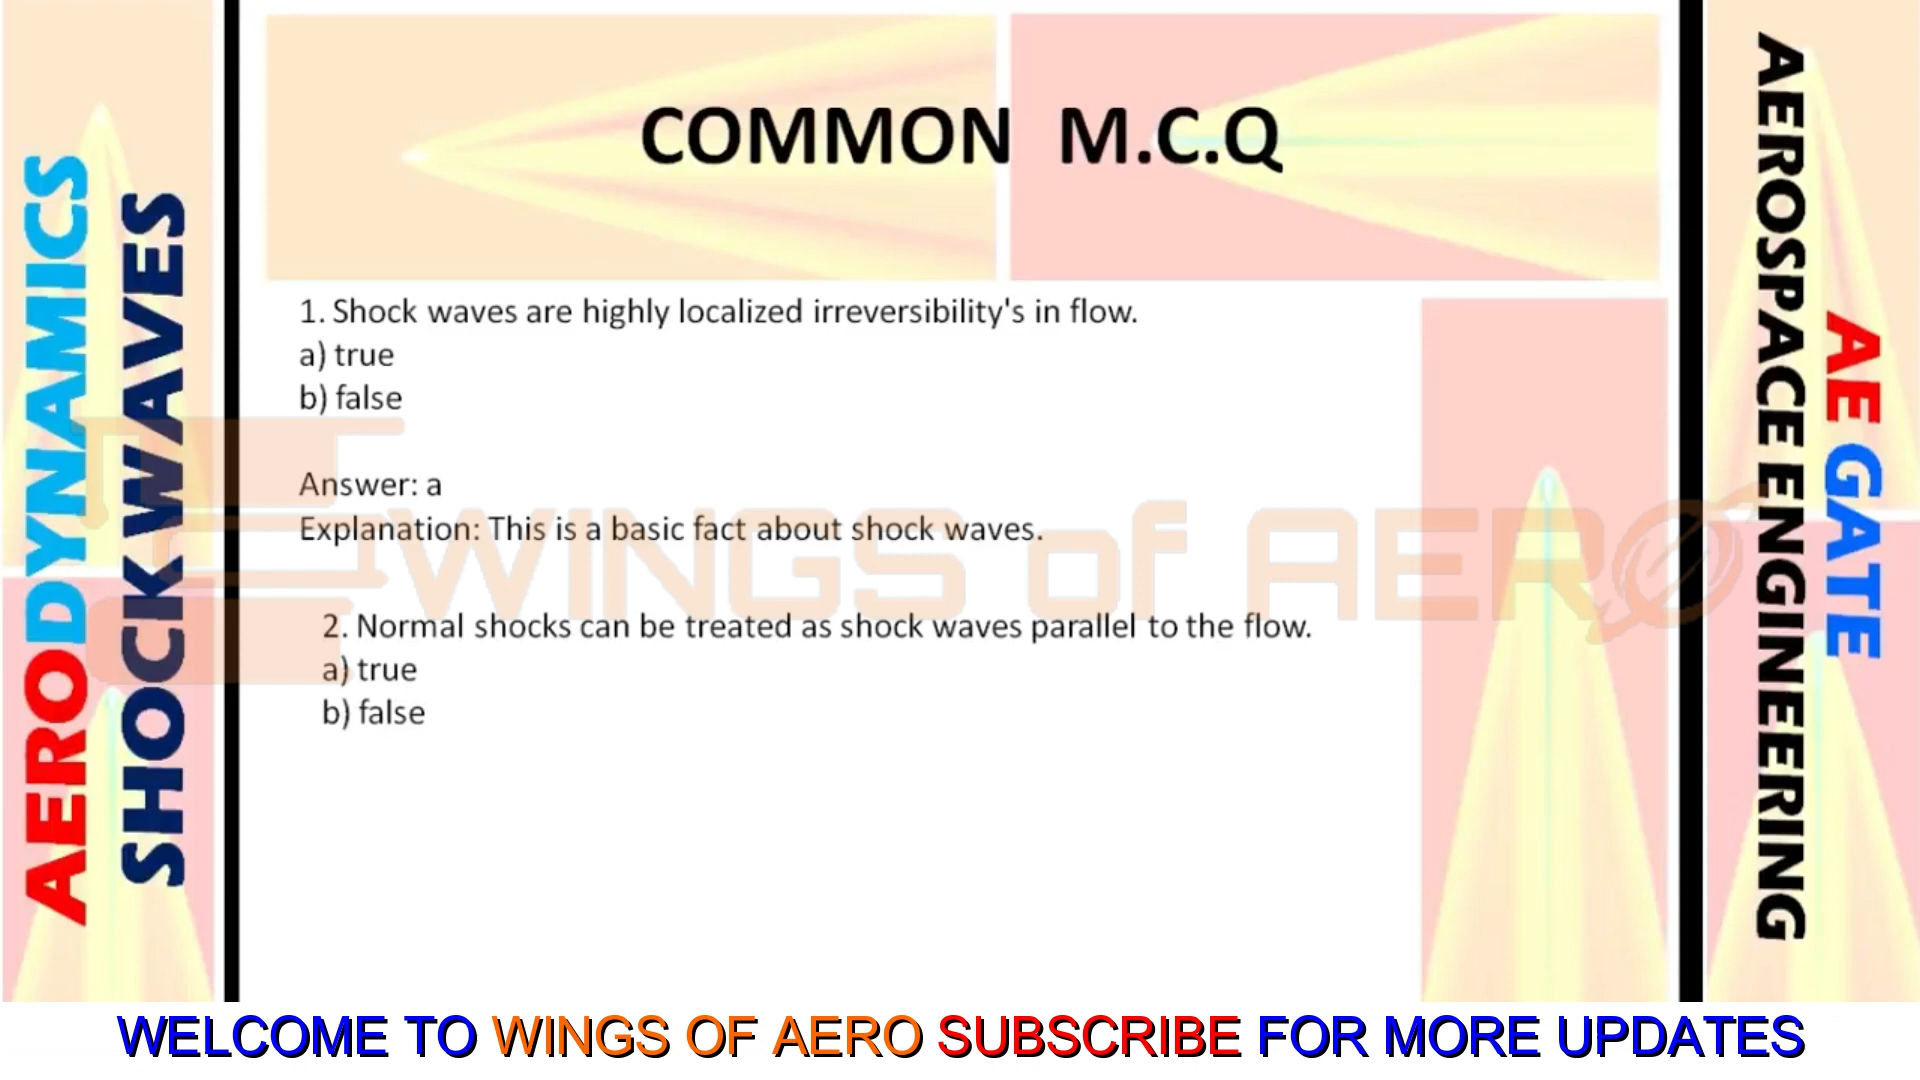 COMMON M.C.Q
AERODYNAMICS
SHOCK WAVES
1. Shock waves are highly localized irreversibility's in flow.
a) true
b) false
Answer: a
Explanation: This is a basic fact about shock waves.
2. Normal shocks can be treated as shock waves parallel to the flow.
a) true
b) false
WINGS of AERO
AE GATE
AEROSPACE ENGINEERING
WELCOME TO WINGS OF AERO SUBSCRIBE FOR MORE UPDATES